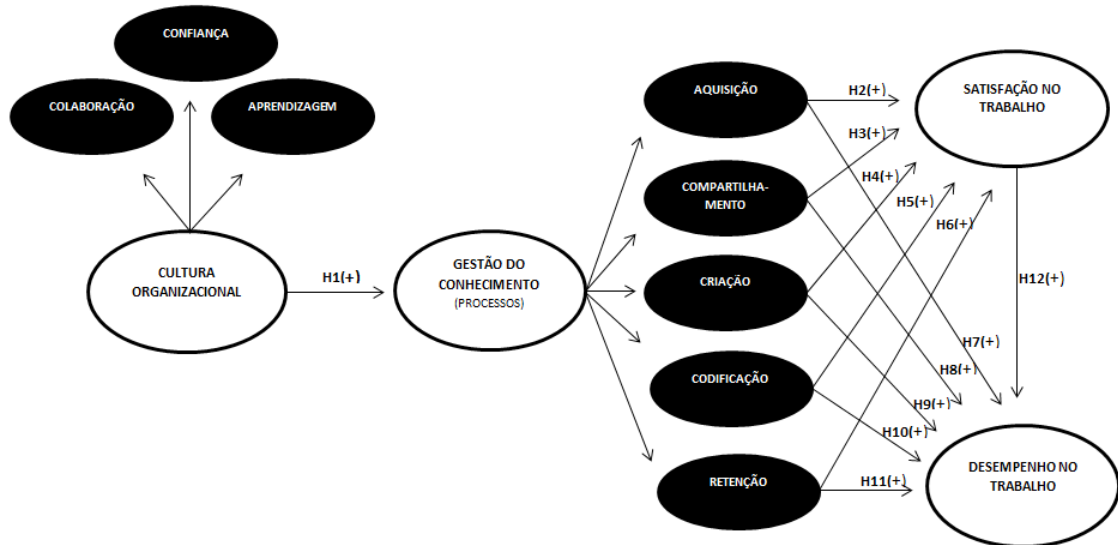 CONFIANÇA
COLABORAÇÃO
APRENDIZAGEM
CULTURA
ORGANIZACIONAL
H1(+)
GESTÃO DO
CONHECIMENTO
(PROCESSOS)
AQUISIÇÃO
COMPARTILHA-
MENTO
CRIAÇÃO
CODIFICAÇÃO
RETENÇÃO
H2(+)
H3(+)
H4(+)
H5(+)
H6(+)
H7(+)
H8(+)
H9(+)
H10(+)
H11(+)
SATISFAÇÃO NO
TRABALHO
H12(+)
DESEMPENHO NO
TRABALHO